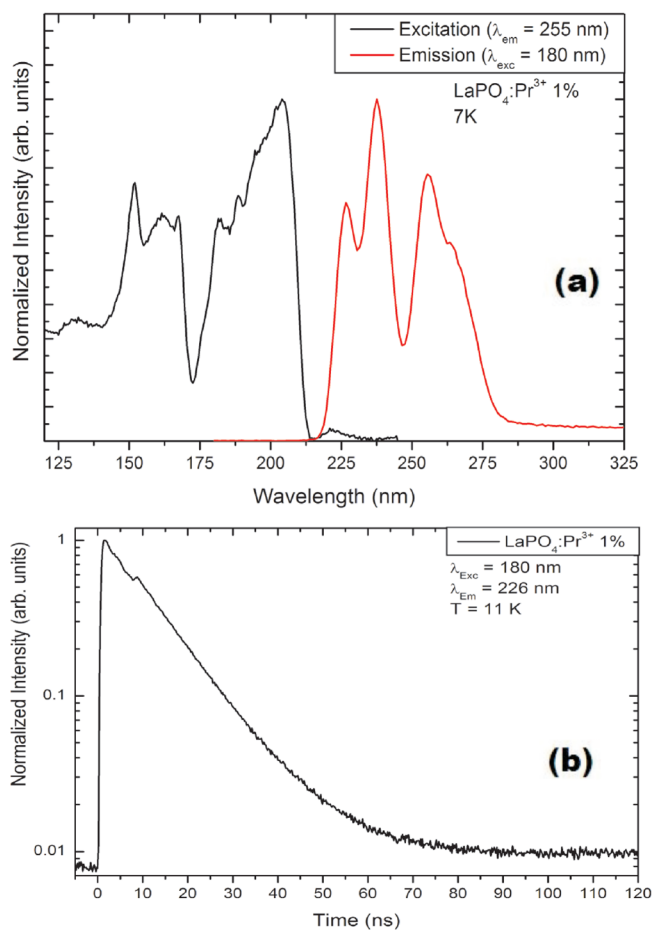 Excitation (λem = 255 nm)
Emission (λexc = 180 nm)
LaPO4:Pr3+ 1%
7K
(a)
Normalized Intensity (arb. units)
125 150 175 200 225 250 275 300 325
Wavelength (nm)
LaPO4:Pr3+ 1%
λExc = 180 nm
λEm = 226 nm
T = 11 K
(b)
Normalized Intensity (arb. units)
1
0.1
0.01
0 10 20 30 40 50 60 70 80 90 100 110 120
Time (ns)